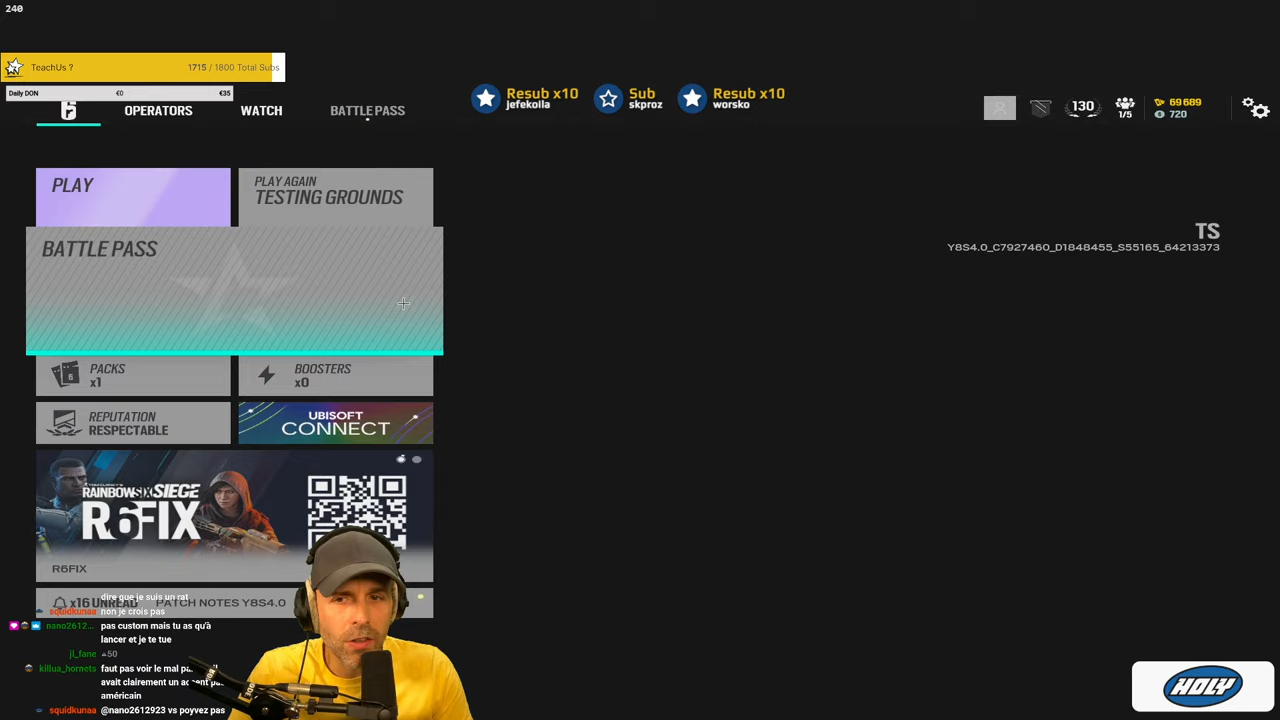 240
TeachUs ?
1715 / 1800 Total Subs
Daily DON
€0
€35
Resub x10
jefekolla
Sub
skproz
Resub x10
worsko
OPERATORS
WATCH
BATTLE PASS
130
1/5
69 689
720
PLAY
PLAY AGAIN
TESTING GROUNDS
TS
Y8S4.0_C7927460_D1848455_S55165_64213373
BATTLE PASS
PACKS
x1
BOOSTERS
x0
REPUTATION
RESPECTABLE
UBISOFT
CONNECT
RAINBOW SIX SIEGE
R6FIX
R6FIX
x16 UNREAD
PATCH NOTES Y8S4.0
dire que je suis un rat
squidkunaa non je crois pas
nano2612... pas custom mais tu as qu'à
lancer et je te tue
jl_fane 50
killua_hornets faut pas voir le mal
avait clairement un accent pas
américain
squidkunaa @nano2612923 vs poyvez pas
HOLY